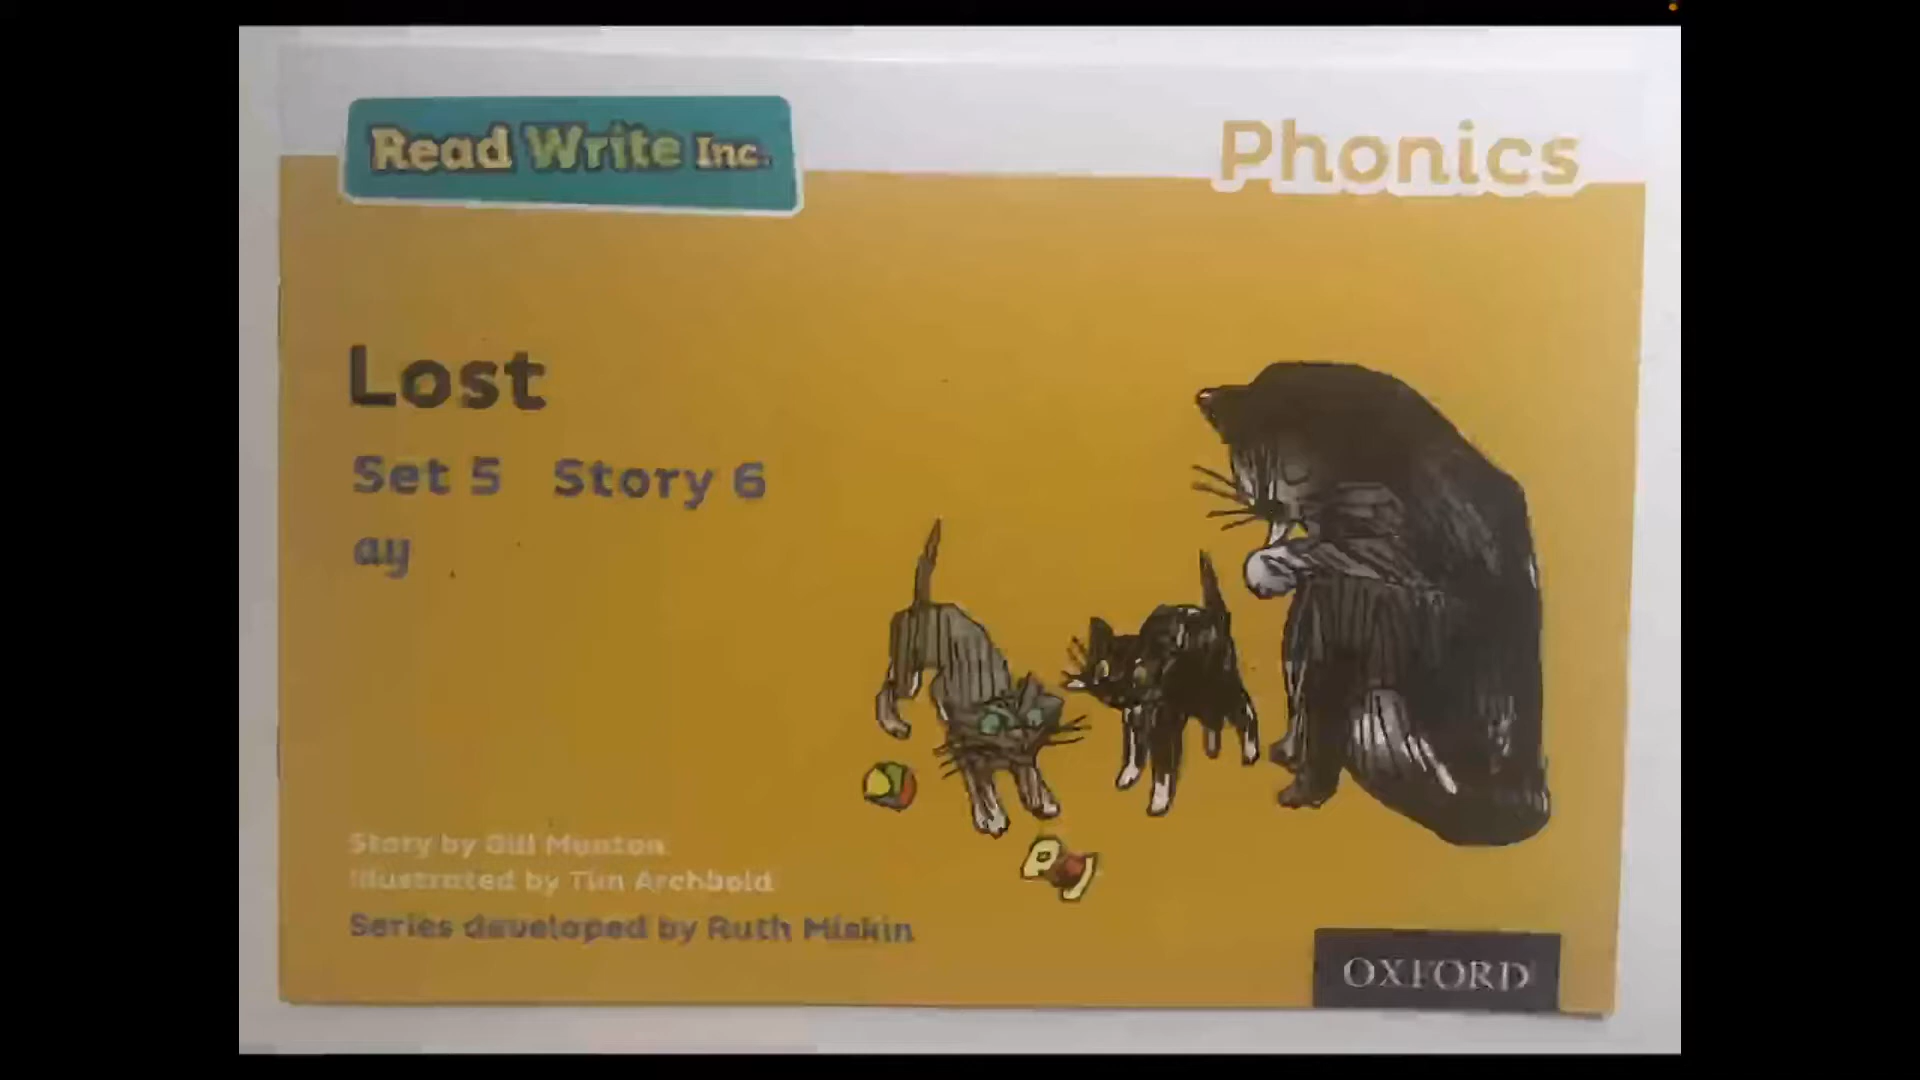 Read Write Inc.
Phonics
Lost
Set 5 Story 6
ay
Story by Gill Munton
Illustrated by Tim Archbold
Series developed by Ruth Miskin
OXFORD